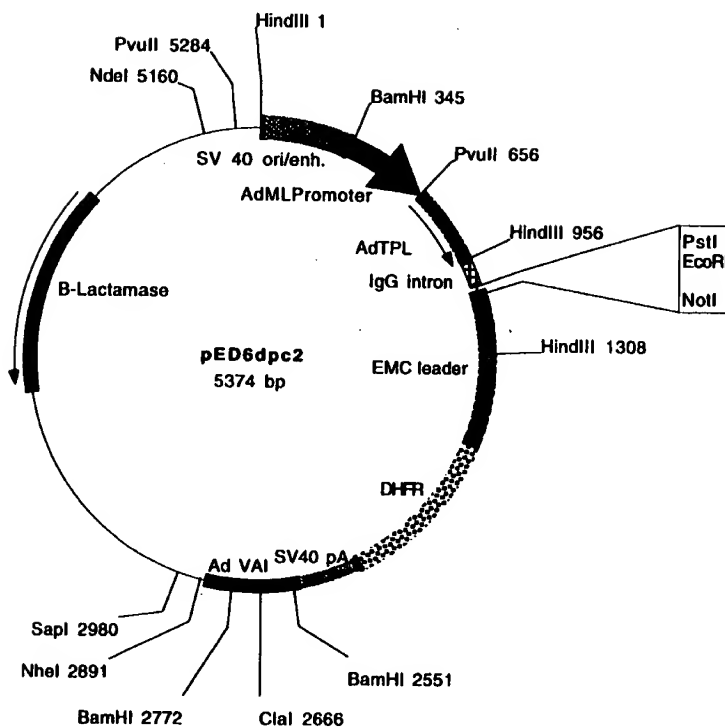 HindIII 1
PvuII 5284
NdeI 5160
BamHI 345
SV 40 ori/enh.
PvuII 656
AdMLPromoter
HindIII 956
AdTPL
PstI
EcoR
IgG intron
NotI
B-Lactamase
pED6dpc2
5374 bp
HindIII 1308
EMC leader
DHFR
SV40 pA
Ad VAI
SapI 2980
NheI 2891
BamHI 2551
BamHI 2772
ClaI 2666